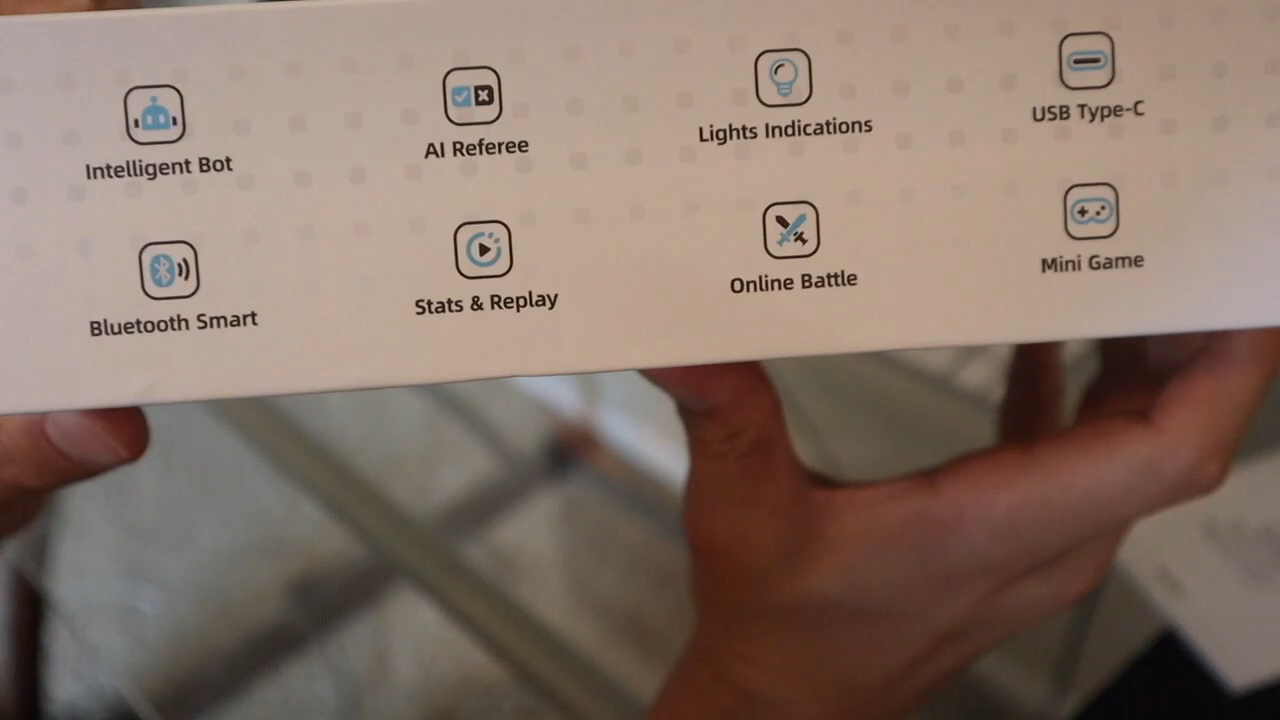 Intelligent Bot
AI Referee
Lights Indications
USB Type-C
Bluetooth Smart
Stats & Replay
Online Battle
Mini Game